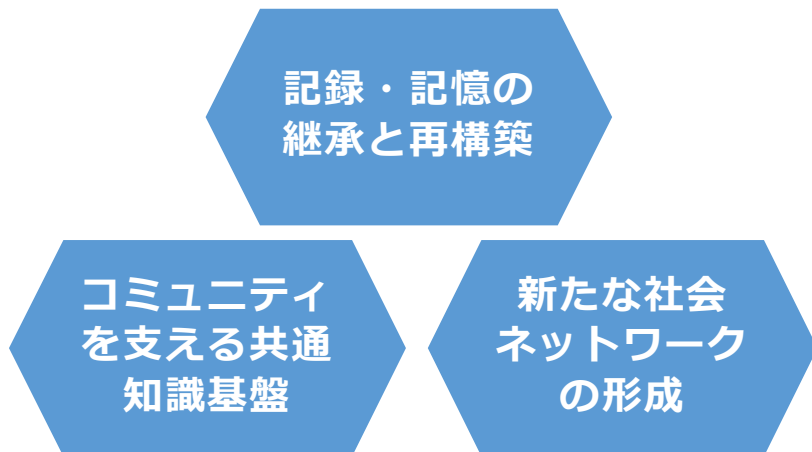 記録・記憶の
継承と再構築
コミュニティ
を支える共通
知識基盤
新たな社会
ネットワーク
の形成